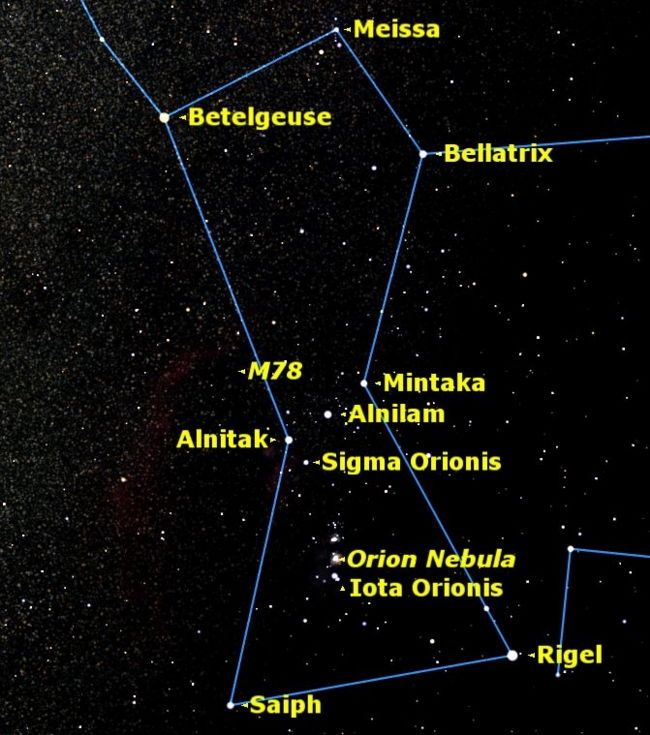 Meissa
Betelgeuse
Bellatrix
M78
Mintaka
Alnilam
Alnitak
Sigma Orionis
Orion Nebula
Iota Orionis
Rigel
Saiph